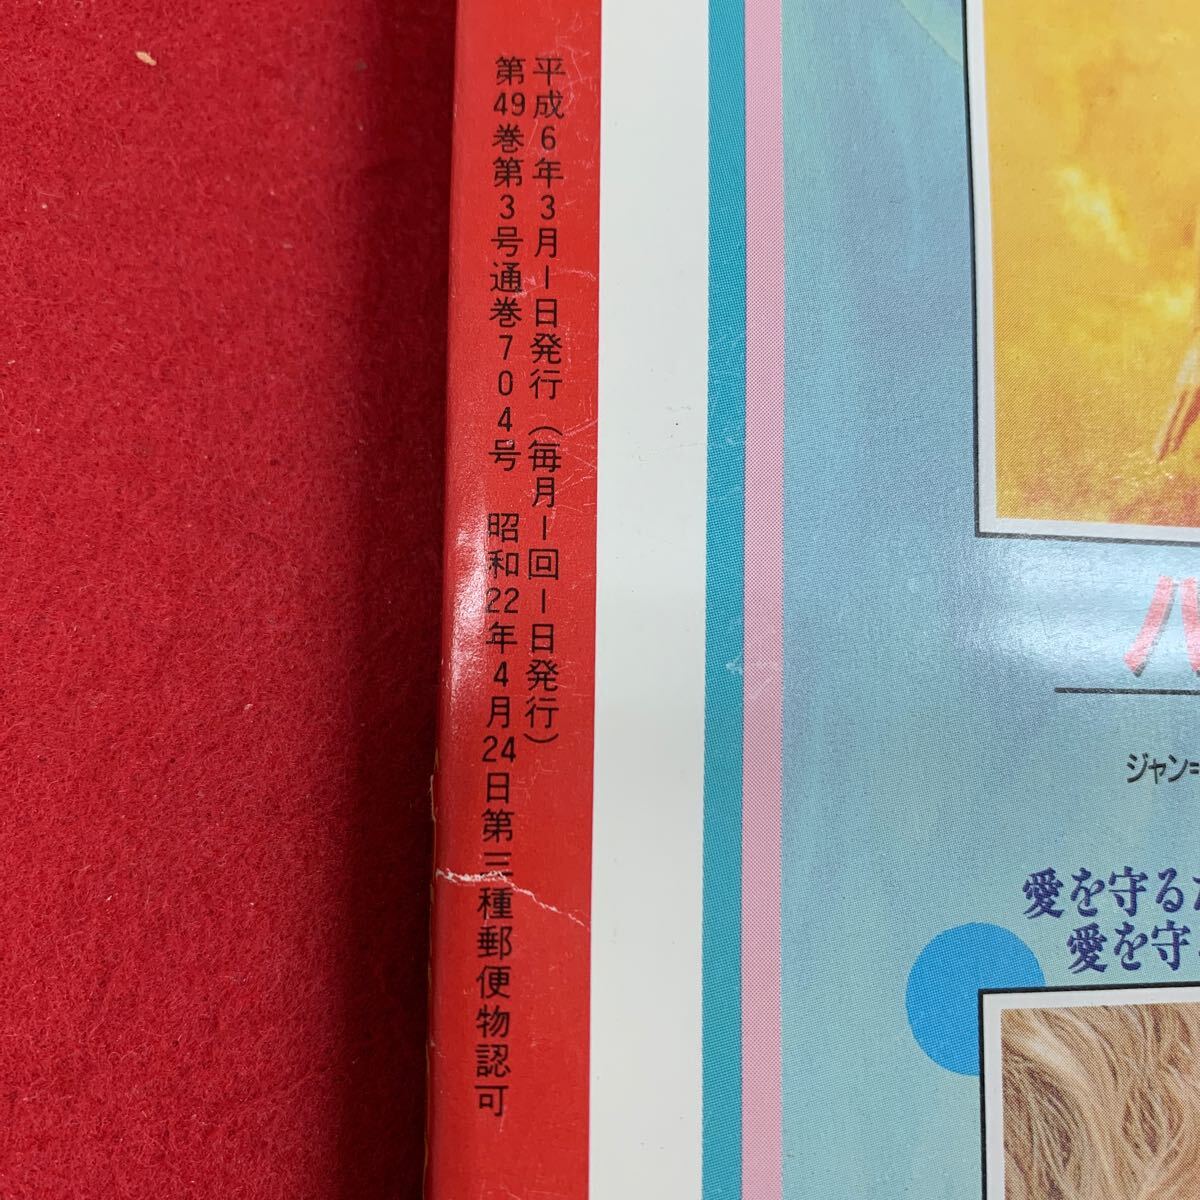 平成6年3月1日発行(毎月1回1日発行)
第49巻第3号通巻704号 昭和22年4月24日第三種郵便物認可
ジャン=
愛を守る
愛を守